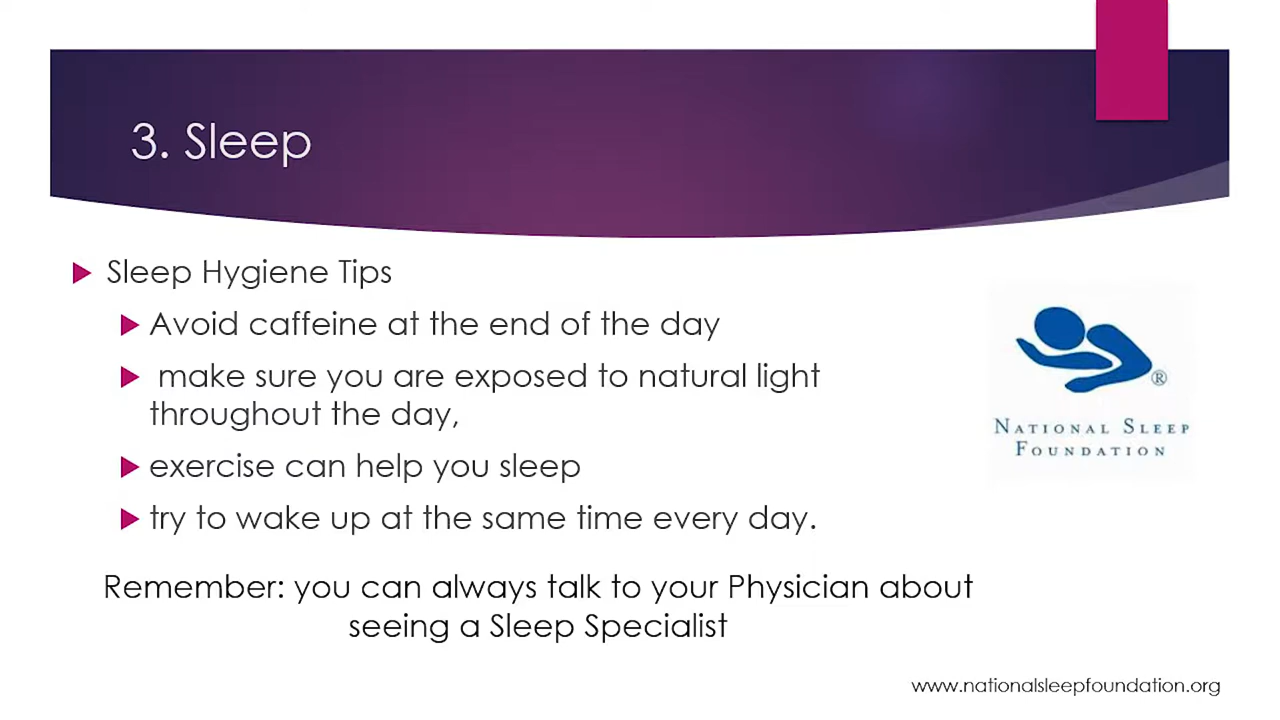 3. Sleep
Sleep Hygiene Tips
Avoid caffeine at the end of the day
make sure you are exposed to natural light
throughout the day,
exercise can help you sleep
try to wake up at the same time every day.
Remember: you can always talk to your Physician about
seeing a Sleep Specialist
®
NATIONAL SLEEP
FOUNDATION
www.nationalsleepfoundation.org